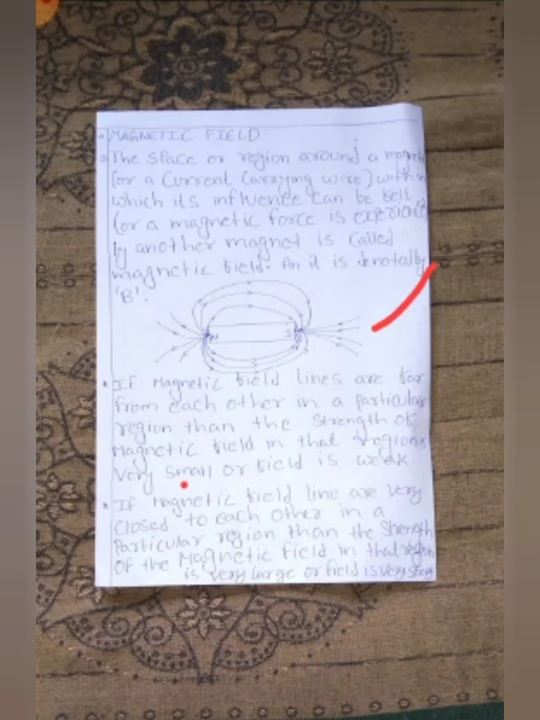 MAGNETIC FIELD
The space or region around a magnet
(or a Current Carrying wire) within
which its influence can be felt
(or a magnetic force is experience
by another magnet is Called
magnetic field. An it is denoted by
'B'.
N S
If Magnetic field lines are far
from each other in a particular
region than the strength of
Magnetic field in that regions
Very small or field is weak
If Magnetic field line are very
Closed to each other in a
Particular region than the strength
Of the Magnetic Field in that region
is very large or field is very strong